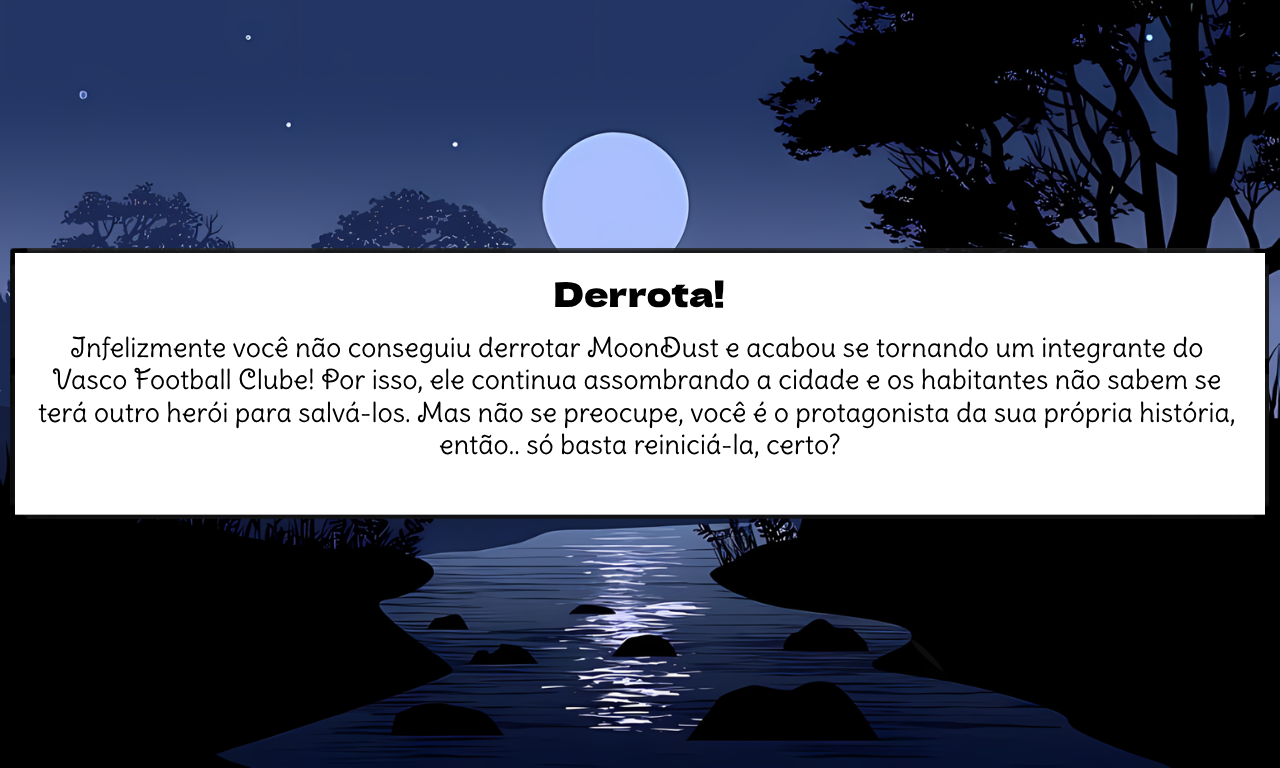 Derrota!
Infelizmente você não conseguiu derrotar MoonDust e acabou se tornando um integrante do
Vasco Football Clube! Por isso, ele continua assombrando a cidade e os habitantes não sabem se
terá outro herói para salvá-los. Mas não se preocupe, você é o protagonista da sua própria história,
então.. só basta reiniciá-la, certo?